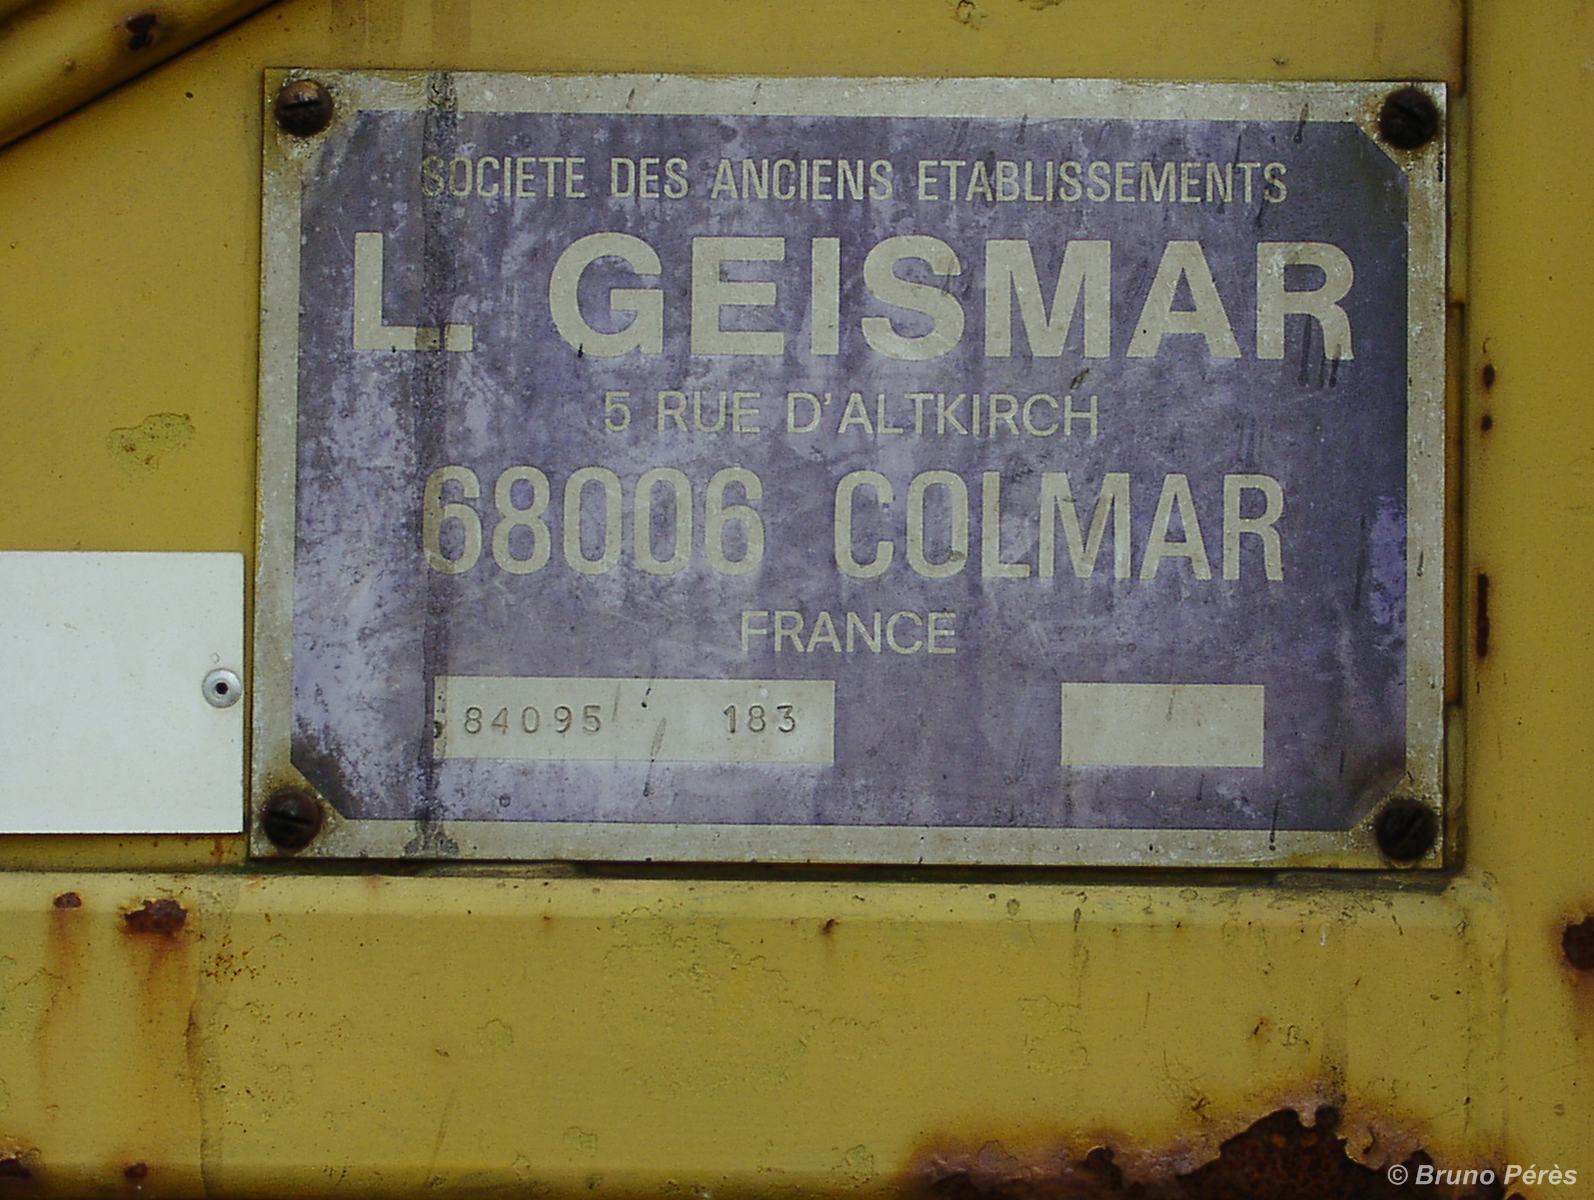 SOCIETE DES ANCIENS ETABLISSEMENTS
L. GEISMAR
5 RUE D'ALTKIRCH
68006 COLMAR
FRANCE
84095 183
© Bruno Pérès